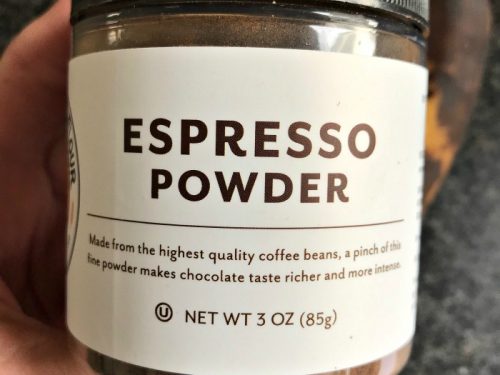 ESPRESSO
POWDER
Made from the highest quality coffee beans, a pinch of this
fine powder makes chocolate taste richer and more intense.
U NET WT 3 OZ (85g)
OUR